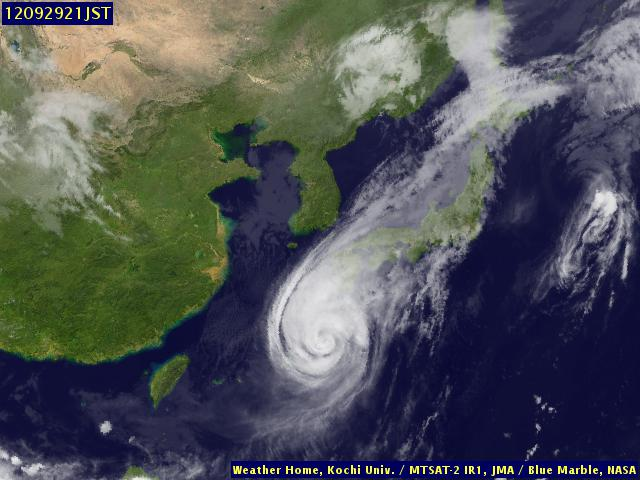 12092921JST
Weather Home, Kochi Univ. / MTSAT-2 IR1, JMA / Blue Marble, NASA